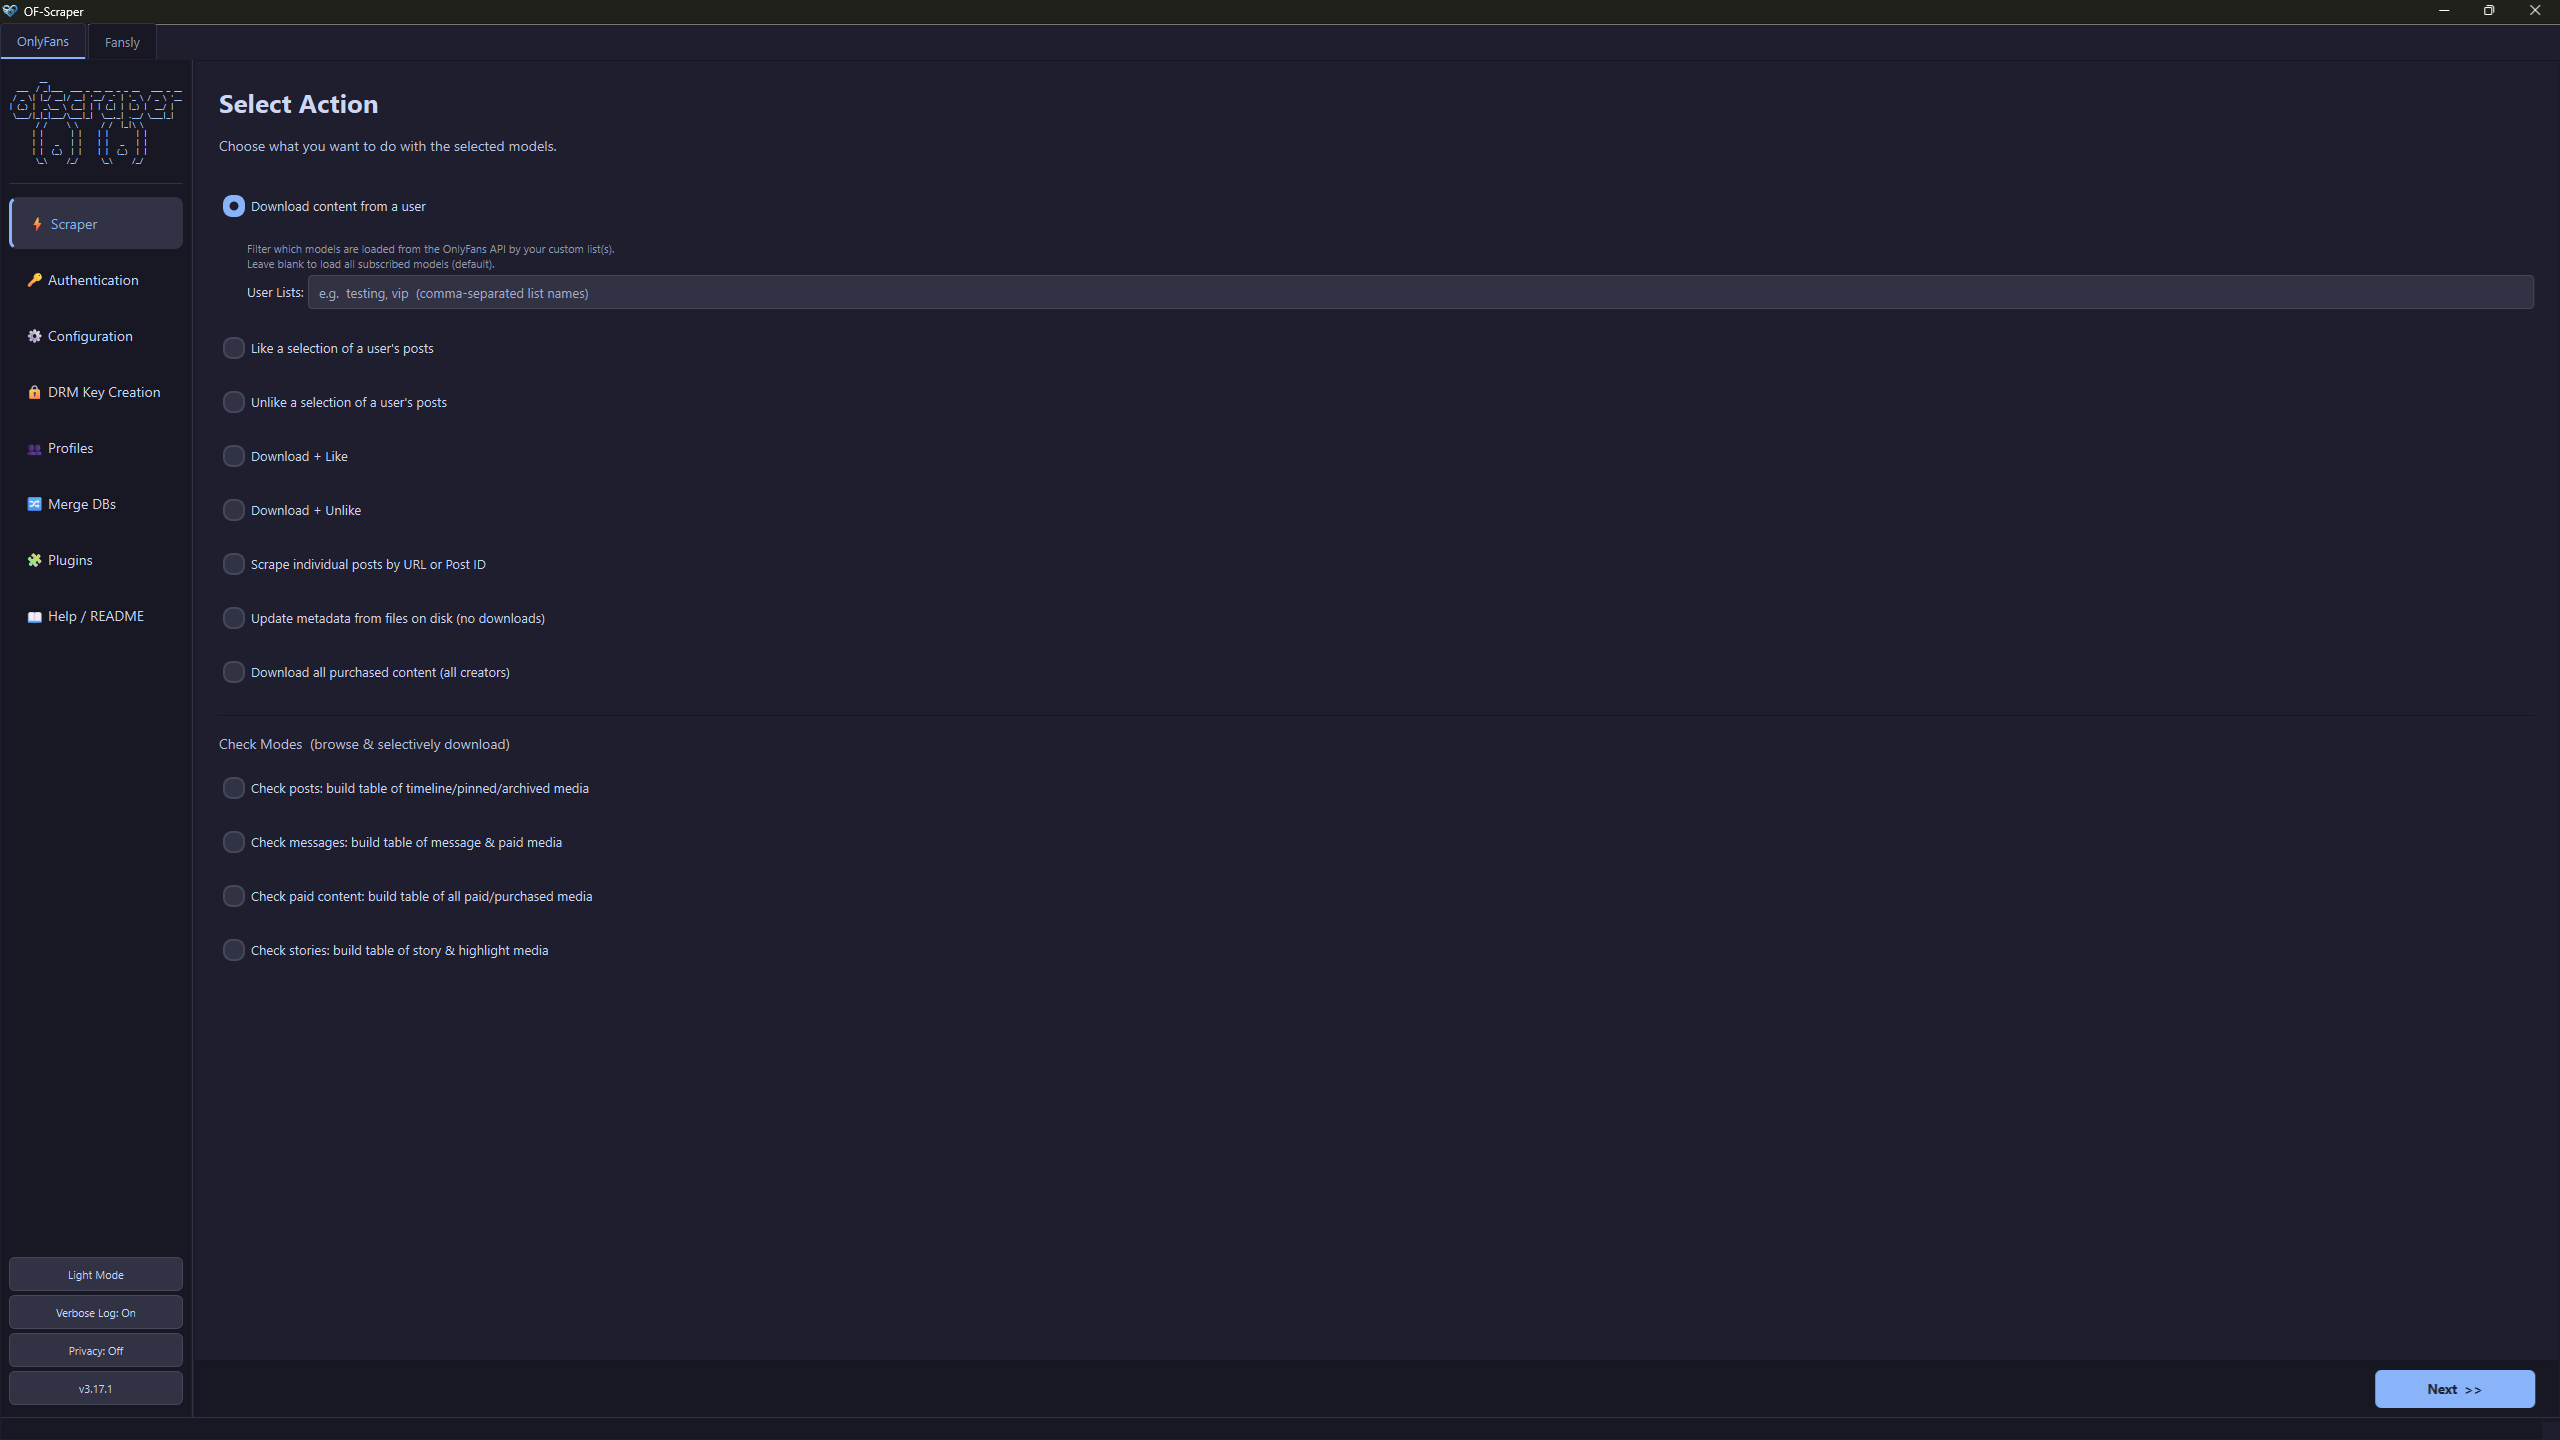 OF-Scraper
OnlyFans
Fansly
ofscraper
Scraper
Authentication
Configuration
DRM Key Creation
Profiles
Merge DBs
Plugins
Help / README
Light Mode
Verbose Log: On
Privacy: Off
v3.17.1
Select Action
Choose what you want to do with the selected models.
Download content from a user
Filter which models are loaded from the OnlyFans API by your custom list(s).
Leave blank to load all subscribed models (default).
User Lists: e.g. testing, vip (comma-separated list names)
Like a selection of a user's posts
Unlike a selection of a user's posts
Download + Like
Download + Unlike
Scrape individual posts by URL or Post ID
Update metadata from files on disk (no downloads)
Download all purchased content (all creators)
Check Modes (browse & selectively download)
Check posts: build table of timeline/pinned/archived media
Check messages: build table of message & paid media
Check paid content: build table of all paid/purchased media
Check stories: build table of story & highlight media
Next >>